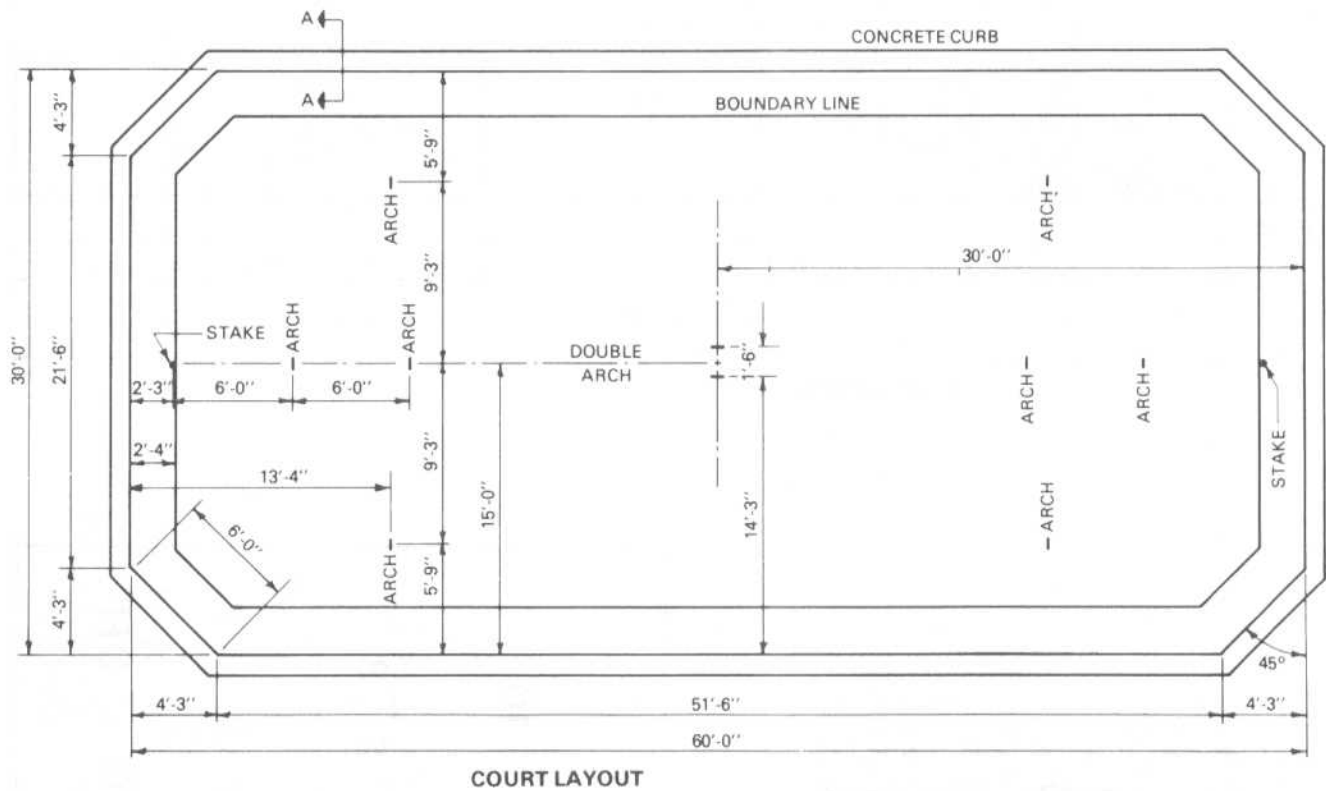 A
CONCRETE CURB
A
BOUNDARY LINE
4'-3"
5'-9"
ARCH
ARCH
30'-0"
9'-3"
30'-0"
21'-6"
STAKE
ARCH
ARCH
DOUBLE
ARCH
1'-6"
2'-3"
6'-0"
6'-0"
ARCH
ARCH
STAKE
2'-4"
13'-4"
9'-3"
15'-0"
14'-3"
6'-0"
ARCH
ARCH
5'-9"
4'-3"
45°
4'-3"
51'-6"
4'-3"
60'-0"
COURT LAYOUT